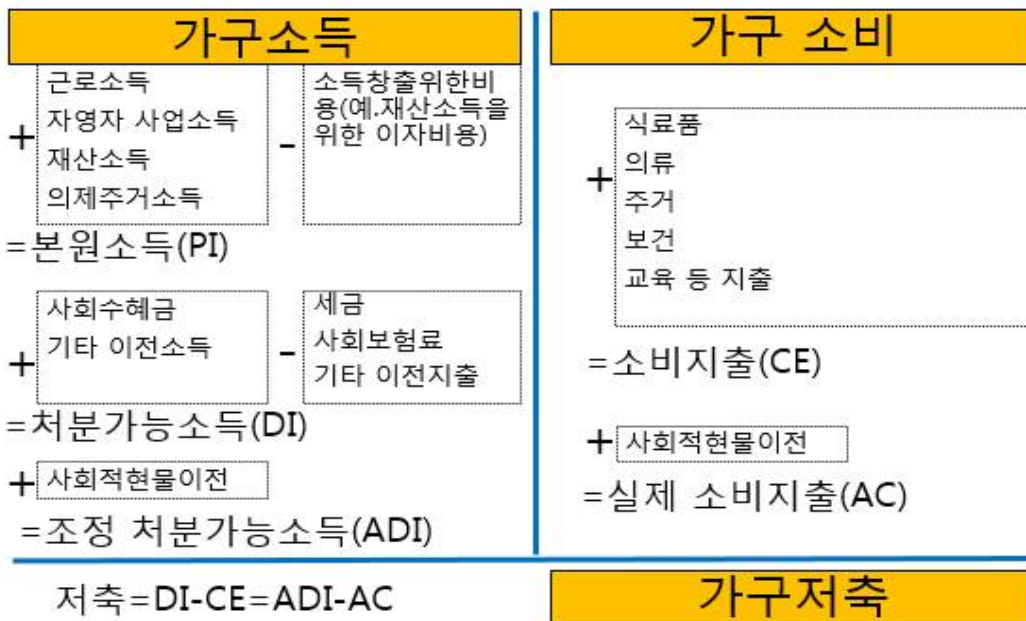 가구소득
+
근로소득
자영자 사업소득
재산소득
의제주거소득
-
소득창출위한비
용(예.재산소득을
위한 이자비용)
=본원소득(PI)
+
사회수혜금
기타 이전소득
-
세금
사회보험료
기타 이전지출
=처분가능소득(DI)
+
사회적현물이전
=조정 처분가능소득(ADI)
가구 소비
+
식료품
의류
주거
보건
교육 등 지출
=소비지출(CE)
+
사회적현물이전
=실제 소비지출(AC)
저축=DI-CE=ADI-AC
가구저축